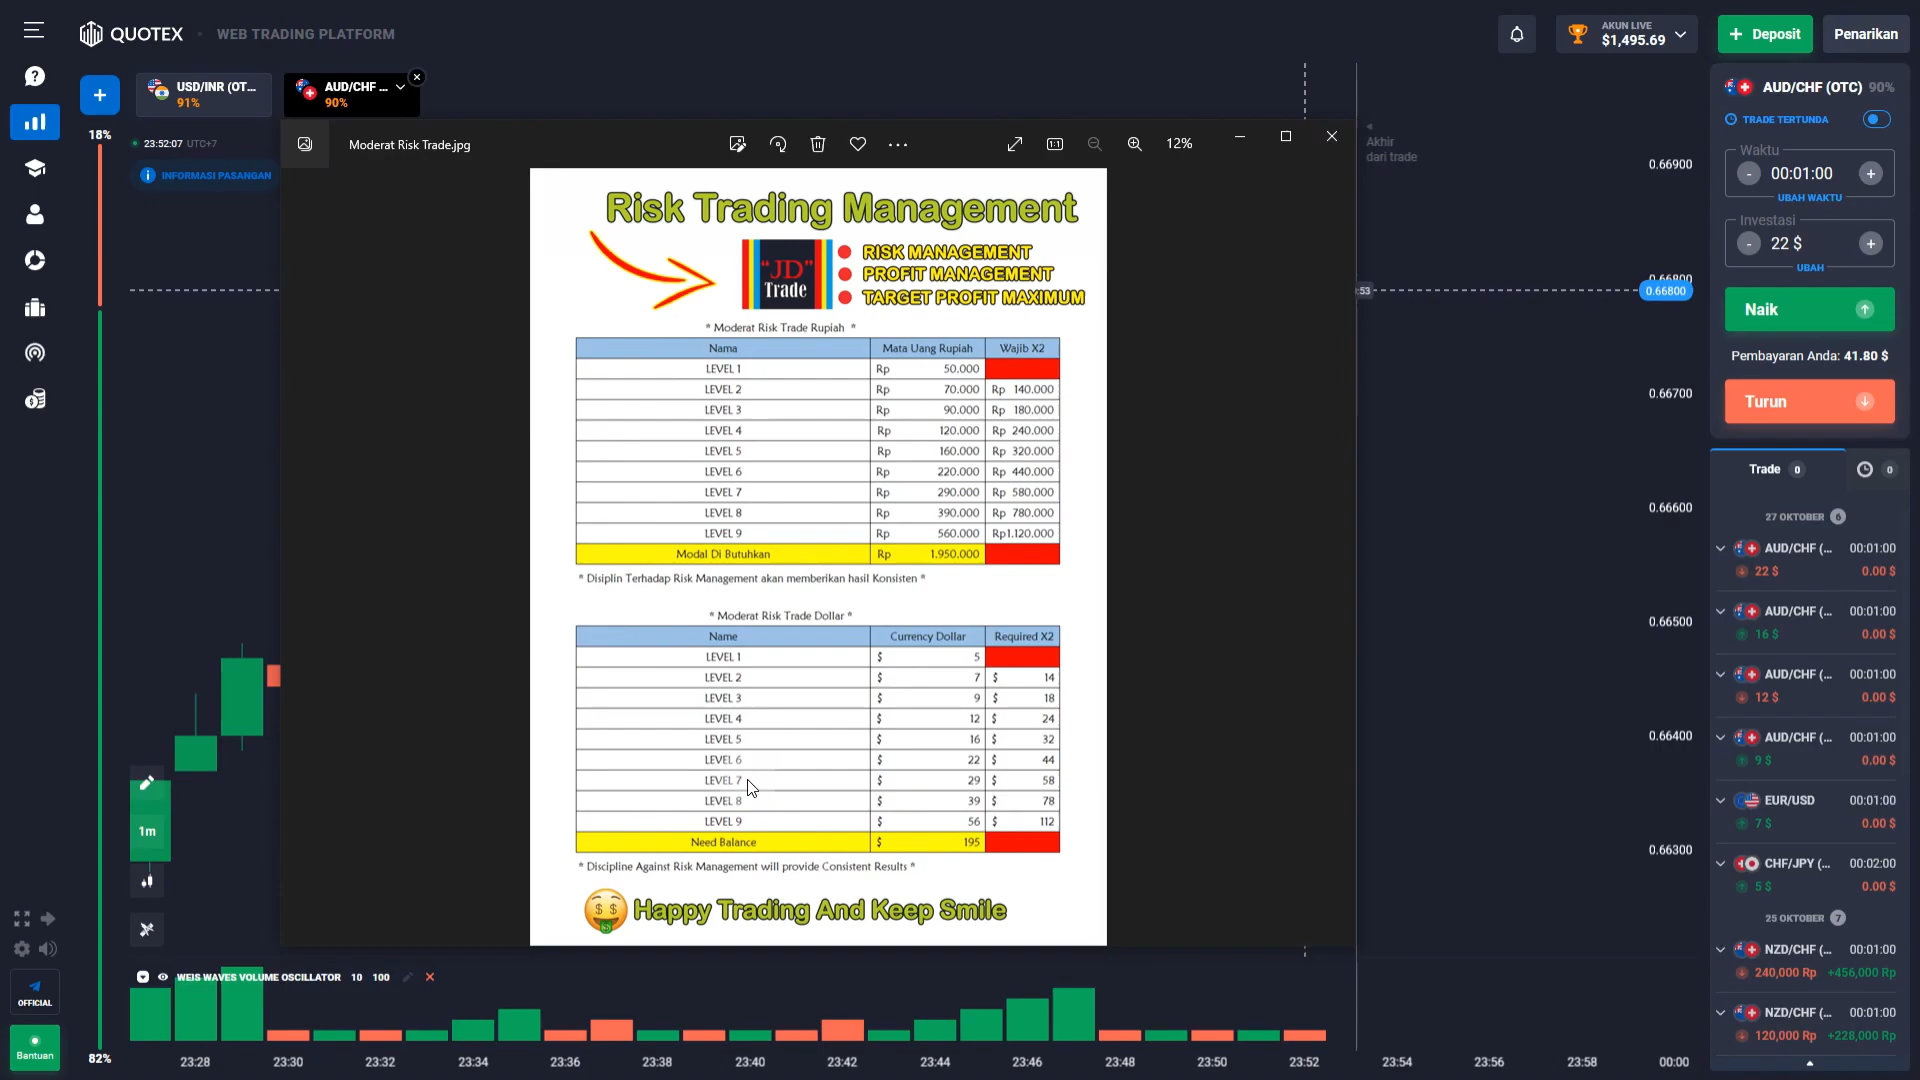 QUOTEX
WEB TRADING PLATFORM
AKUN LIVE
$1,495.69
Deposit
Penarikan
USD/INR (OT...
91%
AUD/CHF ...
90%
18%
23:52:07 UTC+7
INFORMASI PASANGAN
Moderat Risk Trade.jpg
12%
Risk Trading Management
"JD"
Trade
RISK MANAGEMENT
PROFIT MANAGEMENT
TARGET PROFIT MAXIMUM
* Moderat Risk Trade Rupiah *
Nama Mata Uang Rupiah Wajib X2
LEVEL 1 Rp 50.000
LEVEL 2 Rp 70.000 Rp 140.000
LEVEL 3 Rp 90.000 Rp 180.000
LEVEL 4 Rp 120.000 Rp 240.000
LEVEL 5 Rp 160.000 Rp 320.000
LEVEL 6 Rp 220.000 Rp 440.000
LEVEL 7 Rp 290.000 Rp 580.000
LEVEL 8 Rp 390.000 Rp 780.000
LEVEL 9 Rp 560.000 Rp1.120.000
Modal Di Butuhkan Rp 1.950.000
* Disiplin Terhadap Risk Management akan memberikan hasil Konsisten *
* Moderat Risk Trade Dollar *
Name Currency Dollar Required X2
LEVEL 1 $ 5
LEVEL 2 $ 7 $ 14
LEVEL 3 $ 9 $ 18
LEVEL 4 $ 12 $ 24
LEVEL 5 $ 16 $ 32
LEVEL 6 $ 22 $ 44
LEVEL 7 $ 29 $ 58
LEVEL 8 $ 39 $ 78
LEVEL 9 $ 56 $ 112
Need Balance $ 195
* Discipline Against Risk Management will provide Consistent Results *
Happy Trading And Keep Smile
Akhir
dari trade
:53
0.66900
0.66800
0.66800
0.66700
0.66600
0.66500
0.66400
0.66300
1m
OFFICIAL
Bantuan
82%
WEIS WAVES VOLUME OSCILLATOR 10 100
23:28 23:30 23:32 23:34 23:36 23:38 23:40 23:42 23:44 23:46 23:48 23:50 23:52 23:54 23:56 23:58 00:00
AUD/CHF (OTC) 90%
TRADE TERTUNDA
Waktu
- 00:01:00 +
UBAH WAKTU
Investasi
- 22 $ +
UBAH
Naik
Pembayaran Anda: 41.80 $
Turun
Trade 0 0
27 OKTOBER 6
AUD/CHF (... 00:01:00
22 $ 0.00 $
AUD/CHF (... 00:01:00
16 $ 0.00 $
AUD/CHF (... 00:01:00
12 $ 0.00 $
AUD/CHF (... 00:01:00
9 $ 0.00 $
EUR/USD 00:01:00
7 $ 0.00 $
CHF/JPY (... 00:02:00
5 $ 0.00 $
25 OKTOBER 7
NZD/CHF (... 00:01:00
240,000 Rp +456,000 Rp
NZD/CHF (... 00:01:00
120,000 Rp +228,000 Rp